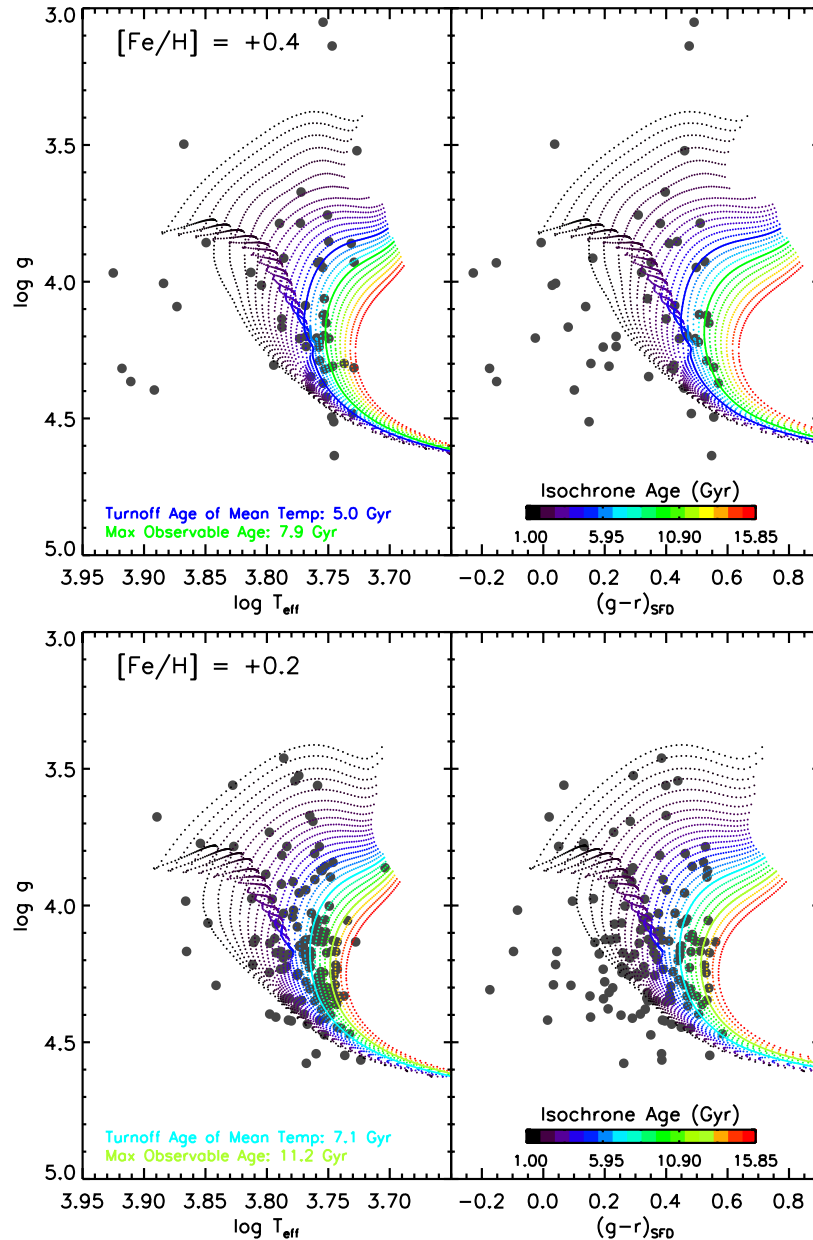 [Fe/H] = +0.4
3.0
3.5
4.0
4.5
5.0
log g
Turnoff Age of Mean Temp: 5.0 Gyr
Max Observable Age: 7.9 Gyr
Isochrone Age (Gyr)
1.00 5.95 10.90 15.85
3.95 3.90 3.85 3.80 3.75 3.70
log Teff
-0.2 0.0 0.2 0.4 0.6 0.8
(g-r)SFD
[Fe/H] = +0.2
3.0
3.5
4.0
4.5
5.0
log g
Turnoff Age of Mean Temp: 7.1 Gyr
Max Observable Age: 11.2 Gyr
Isochrone Age (Gyr)
1.00 5.95 10.90 15.85
3.95 3.90 3.85 3.80 3.75 3.70
log Teff
-0.2 0.0 0.2 0.4 0.6 0.8
(g-r)SFD